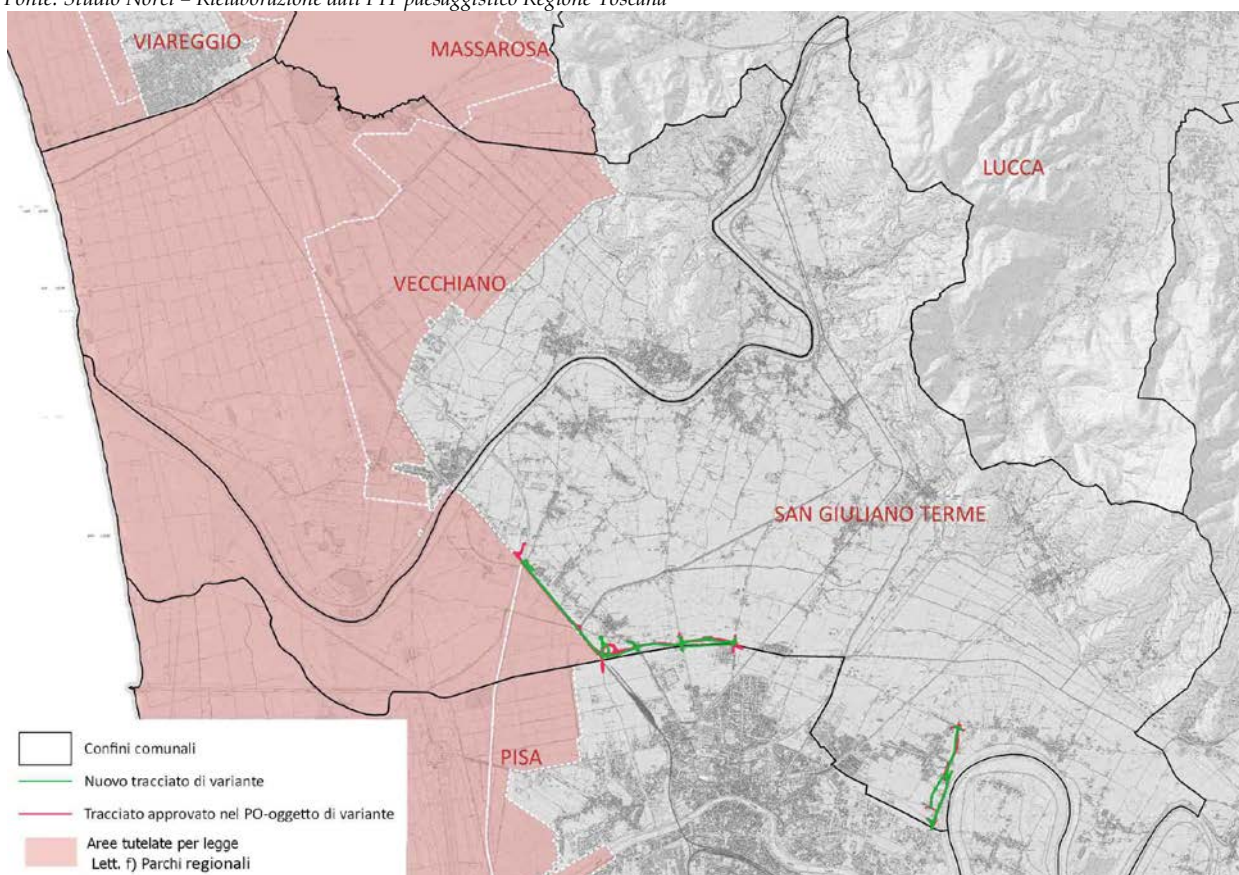 Fonte: Studio Norci – Rielaborazione dati PIT paesaggistico Regione Toscana
VIAREGGIO
MASSAROSA
LUCCA
VECCHIANO
SAN GIULIANO TERME
PISA
Confini comunali
Nuovo tracciato di variante
Tracciato approvato nel PO-oggetto di variante
Aree tutelate per legge
Lett. f) Parchi regionali